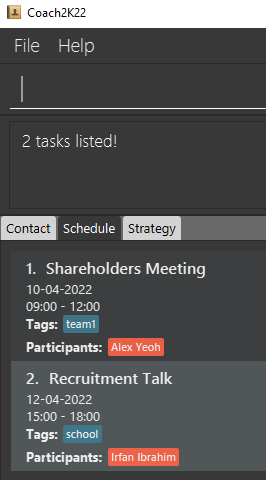 Coach2K22
File Help
2 tasks listed!
Contact Schedule Strategy
1. Shareholders Meeting
10-04-2022
09:00 - 12:00
Tags: team1
Participants: Alex Yeoh
2. Recruitment Talk
12-04-2022
15:00 - 18:00
Tags: school
Participants: Irfan Ibrahim